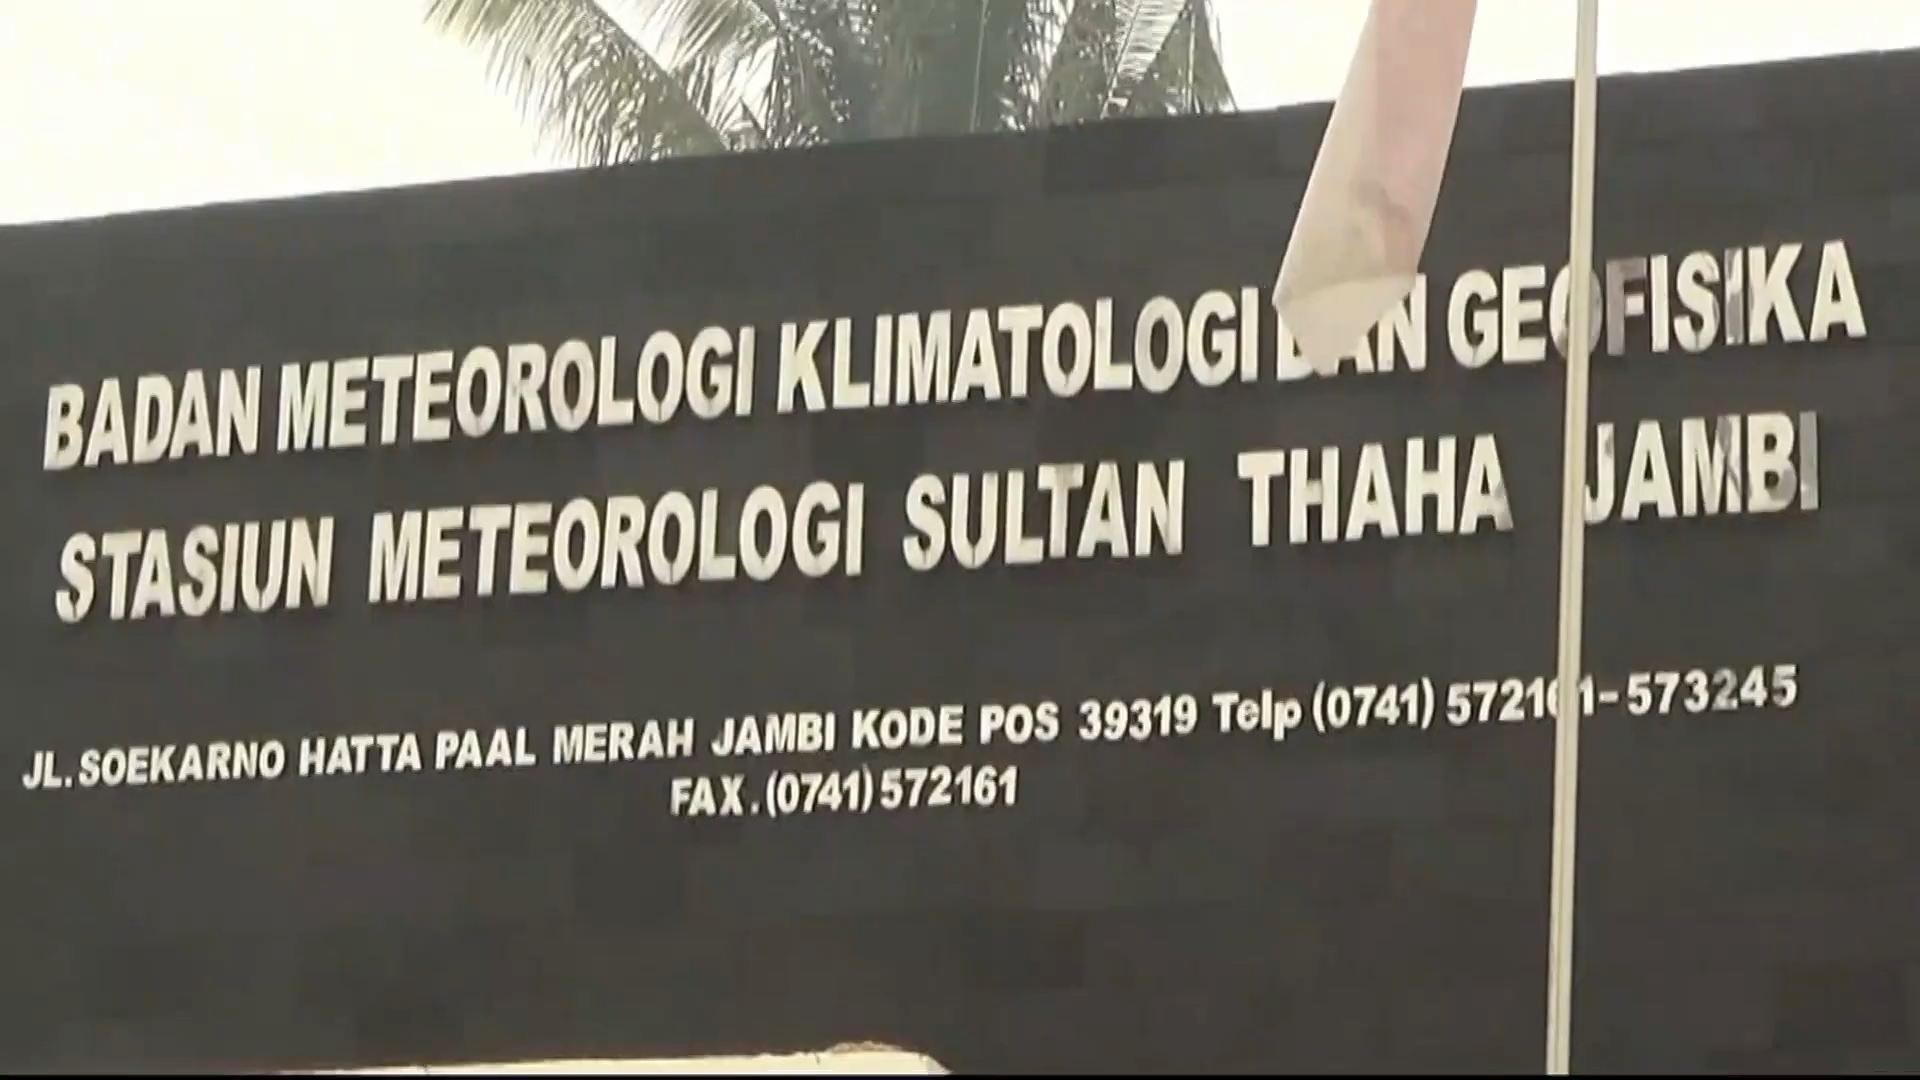 BADAN METEOROLOGI KLIMATOLOGI DAN GEOFISIKA
STASIUN METEOROLOGI SULTAN THAHA JAMBI
JL. SOEKARNO HATTA PAAL MERAH JAMBI KODE POS 39319 Telp (0741) 572161-573245
FAX. (0741) 572161